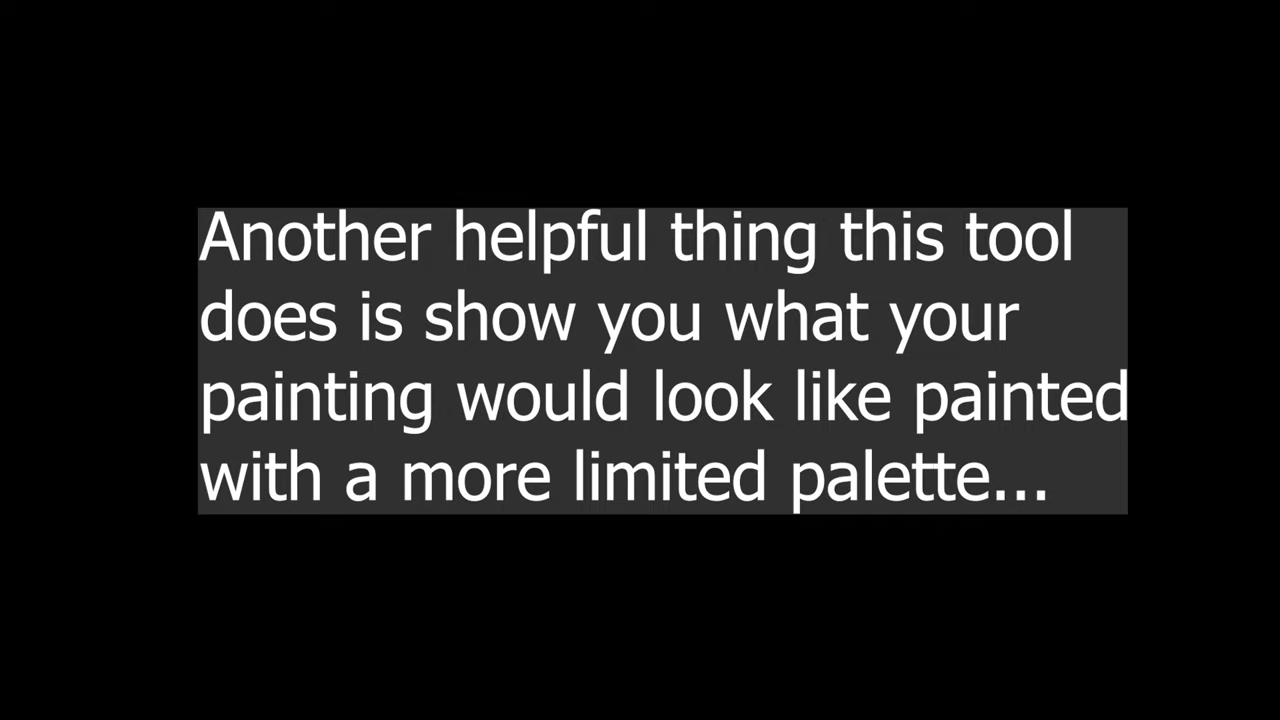 Another helpful thing this tool
does is show you what your
painting would look like painted
with a more limited palette...